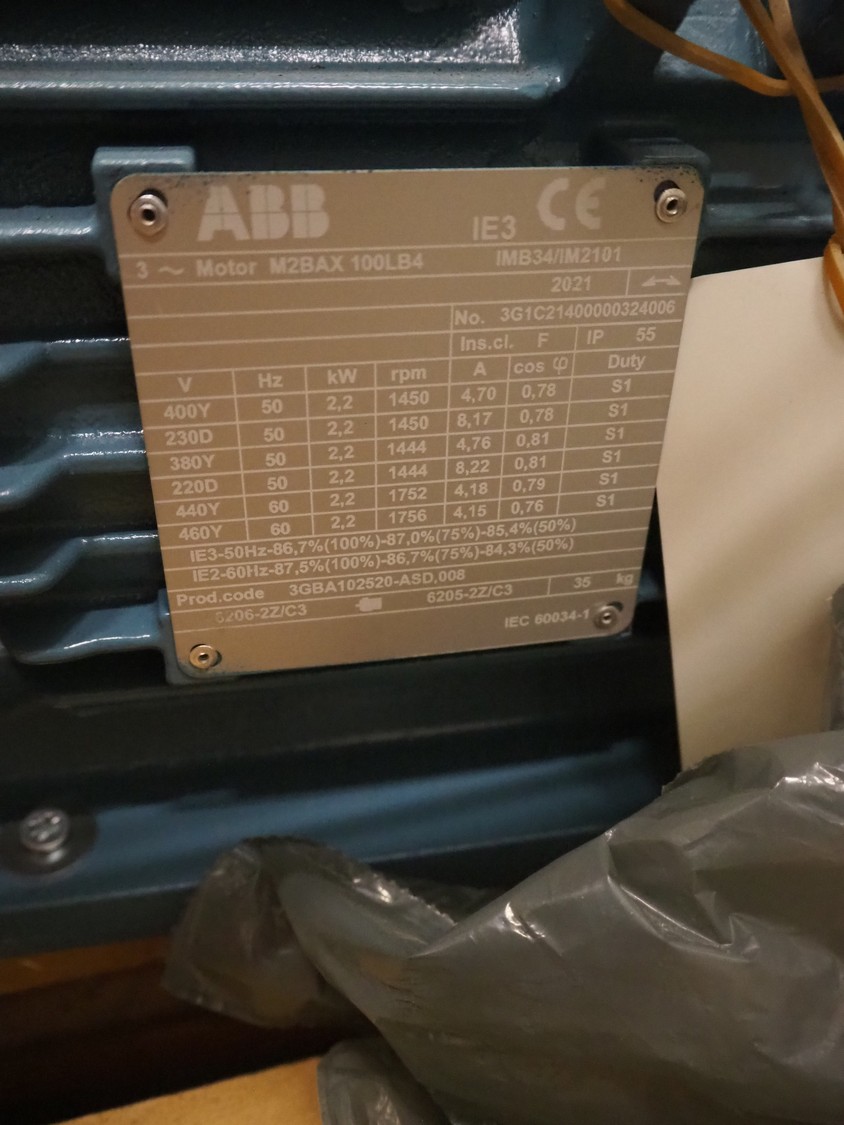 ABB IE3 CE
3 ~ Motor M2BAX 100LB4 IMB34/IM2101
2021
No. 3G1C21400000324006
Ins.cl. F IP 55
V Hz kW rpm A cos φ Duty
400Y 50 2,2 1450 4,70 0,78 S1
230D 50 2,2 1450 8,17 0,78 S1
380Y 50 2,2 1444 4,76 0,81 S1
220D 50 2,2 1444 8,22 0,81 S1
440Y 60 2,2 1752 4,18 0,79 S1
460Y 60 2,2 1756 4,15 0,76 S1
IE3-50Hz-86,7%(100%)-87,0%(75%)-85,4%(50%)
IE2-60Hz-87,5%(100%)-86,7%(75%)-84,3%(50%)
Prod.code 3GBA102520-ASD,008
6206-2Z/C3 6205-2Z/C3 35 kg
IEC 60034-1